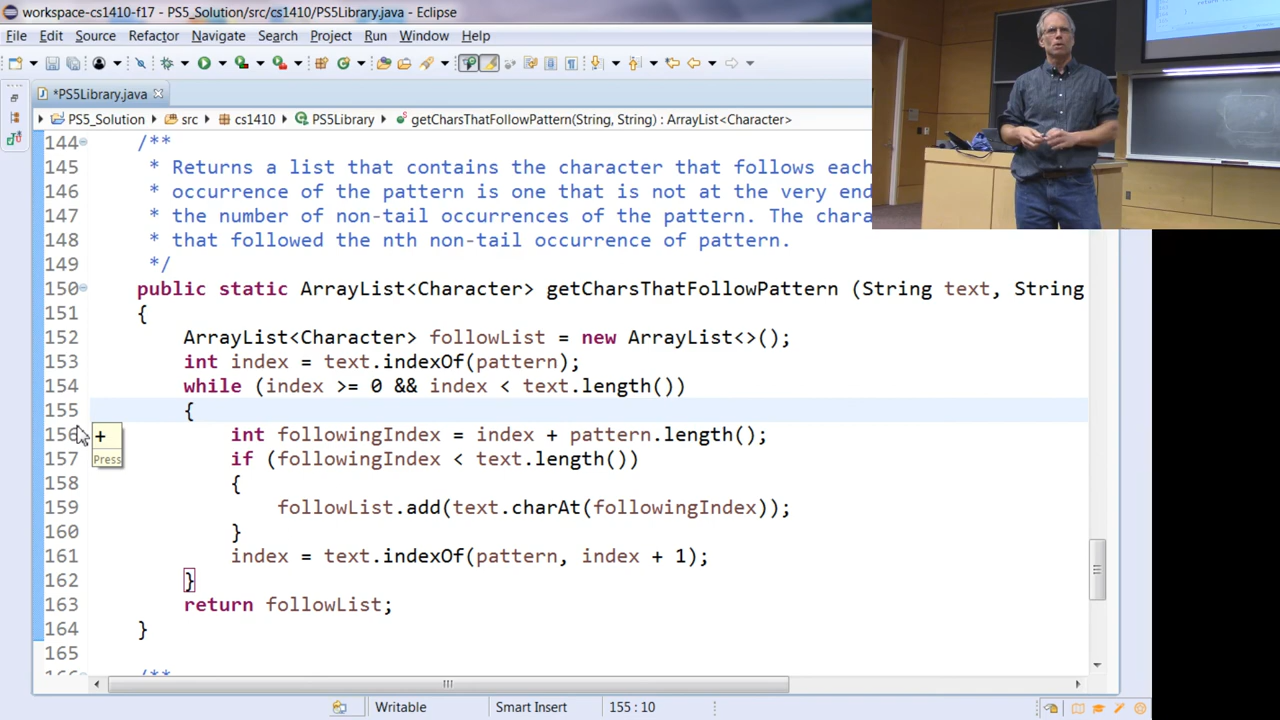 workspace-cs1410-f17 - PS5_Solution/src/cs1410/PS5Library.java - Eclipse
File Edit Source Refactor Navigate Search Project Run Window Help
*PS5Library.java
PS5_Solution src cs1410 PS5Library getCharsThatFollowPattern(String, String) : ArrayList<Character>
144 /**
145 * Returns a list that contains the character that follows each
146 * occurrence of the pattern is one that is not at the very end
147 * the number of non-tail occurrences of the pattern. The chara
148 * that followed the nth non-tail occurrence of pattern.
149 */
150 public static ArrayList<Character> getCharsThatFollowPattern (String text, String
151 {
152 ArrayList<Character> followList = new ArrayList<>();
153 int index = text.indexOf(pattern);
154 while (index >= 0 && index < text.length())
155 {
156 int followingIndex = index + pattern.length();
157 if (followingIndex < text.length())
158 {
159 followList.add(text.charAt(followingIndex));
160 }
161 index = text.indexOf(pattern, index + 1);
162 }
163 return followList;
164 }
165
166 /**
+
Press
Writable Smart Insert 155 : 10